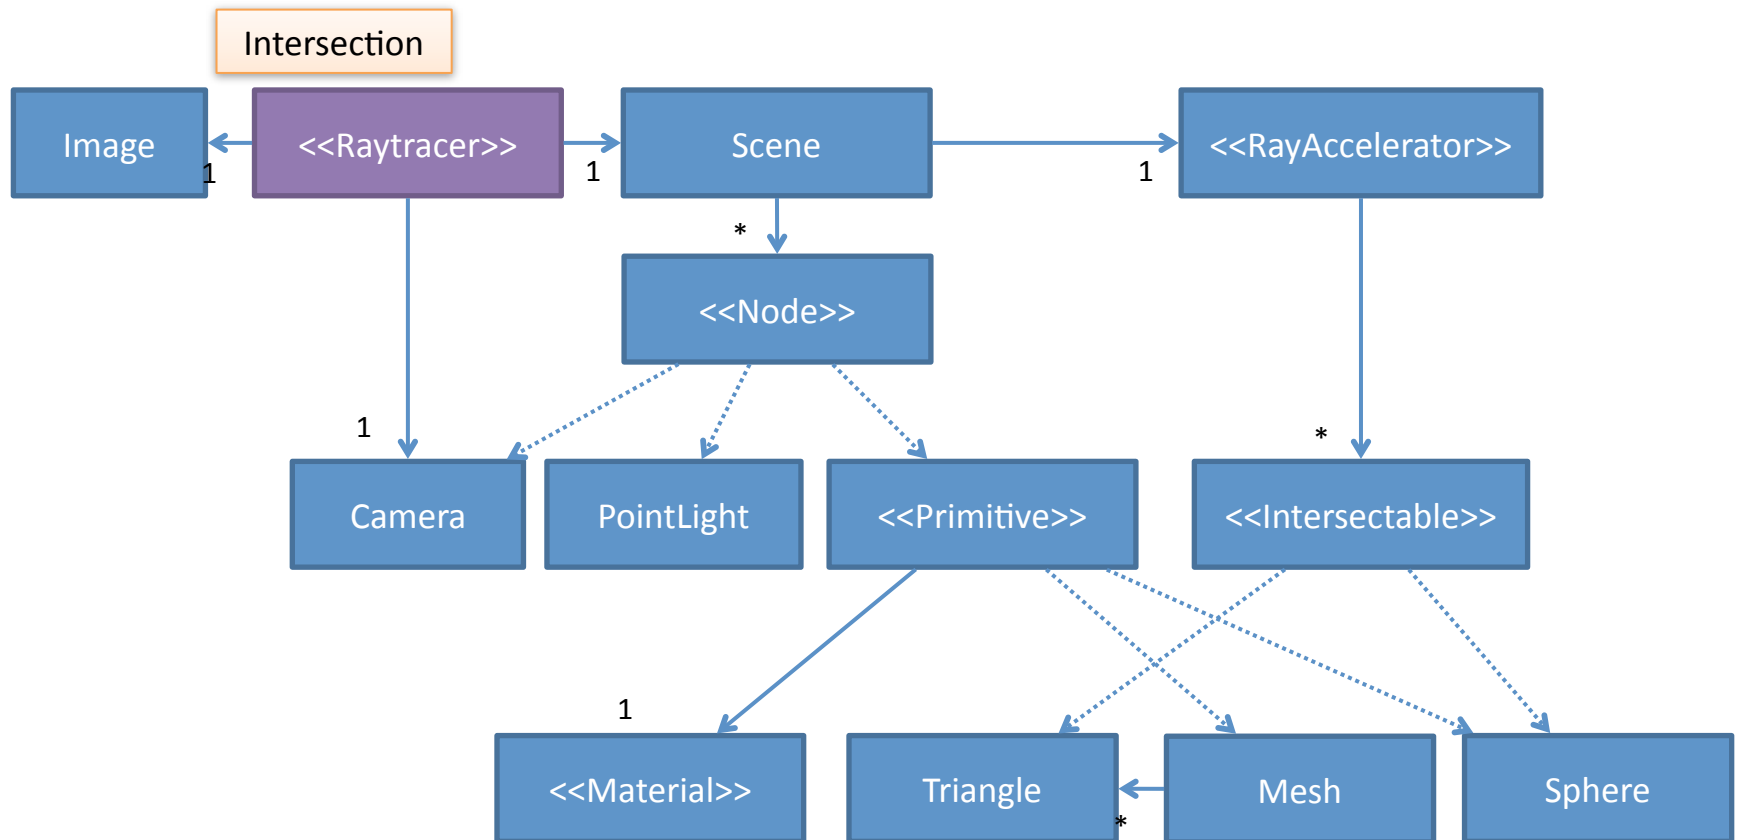 Intersection
Image
<<Raytracer>>
Scene
<<RayAccelerator>>
1
1
1
*
<<Node>>
1
*
Camera
PointLight
<<Primitive>>
<<Intersectable>>
1
<<Material>>
Triangle
Mesh
Sphere
*